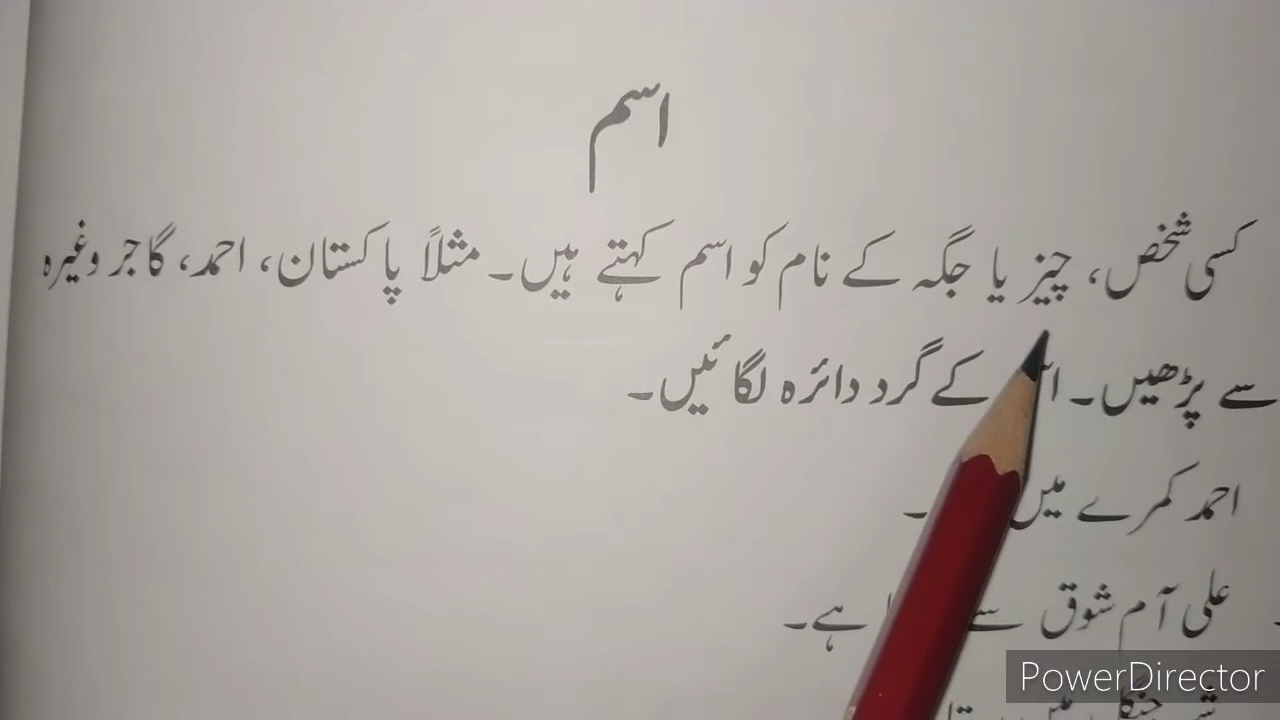 اسم
کسی شخص، چیز یا جگہ کے نام کو اسم کہتے ہیں۔ مثلاً پاکستان، احمد، گاجر وغیرہ
سے پڑھیں۔ کے گرد دائرہ لگائیں۔
احمد کمرے میں ۔
علی آم شوق سے ہے۔
میں
PowerDirector